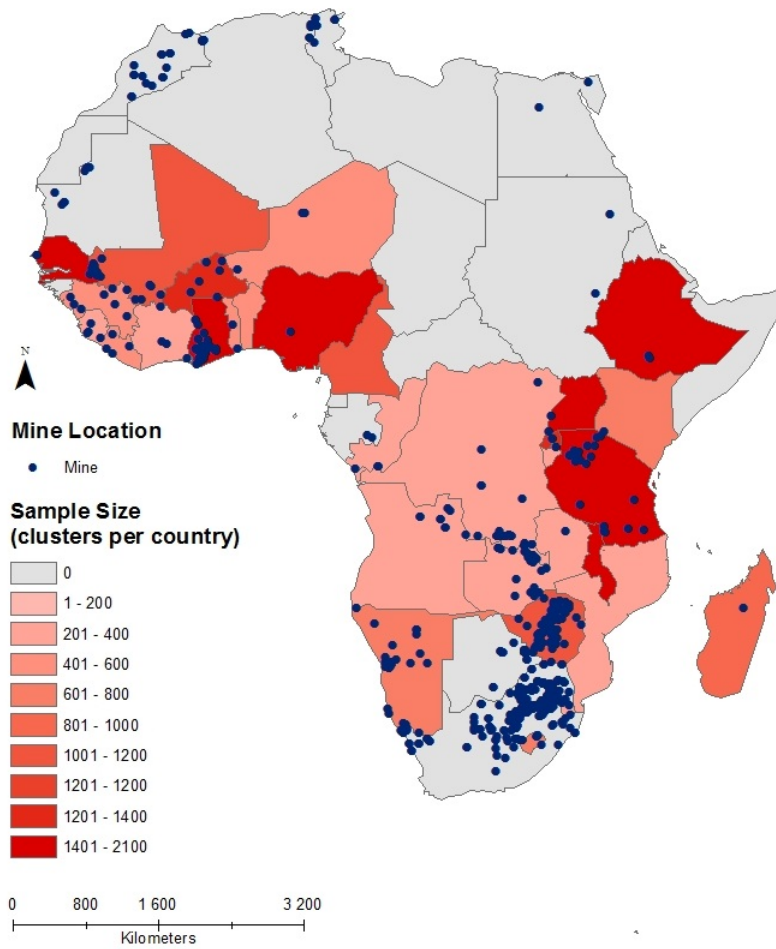 N
Mine Location
Mine
Sample Size
(clusters per country)
0
1 - 200
201 - 400
401 - 600
601 - 800
801 - 1000
1001 - 1200
1201 - 1200
1201 - 1400
1401 - 2100
0 800 1 600 3 200
Kilometers